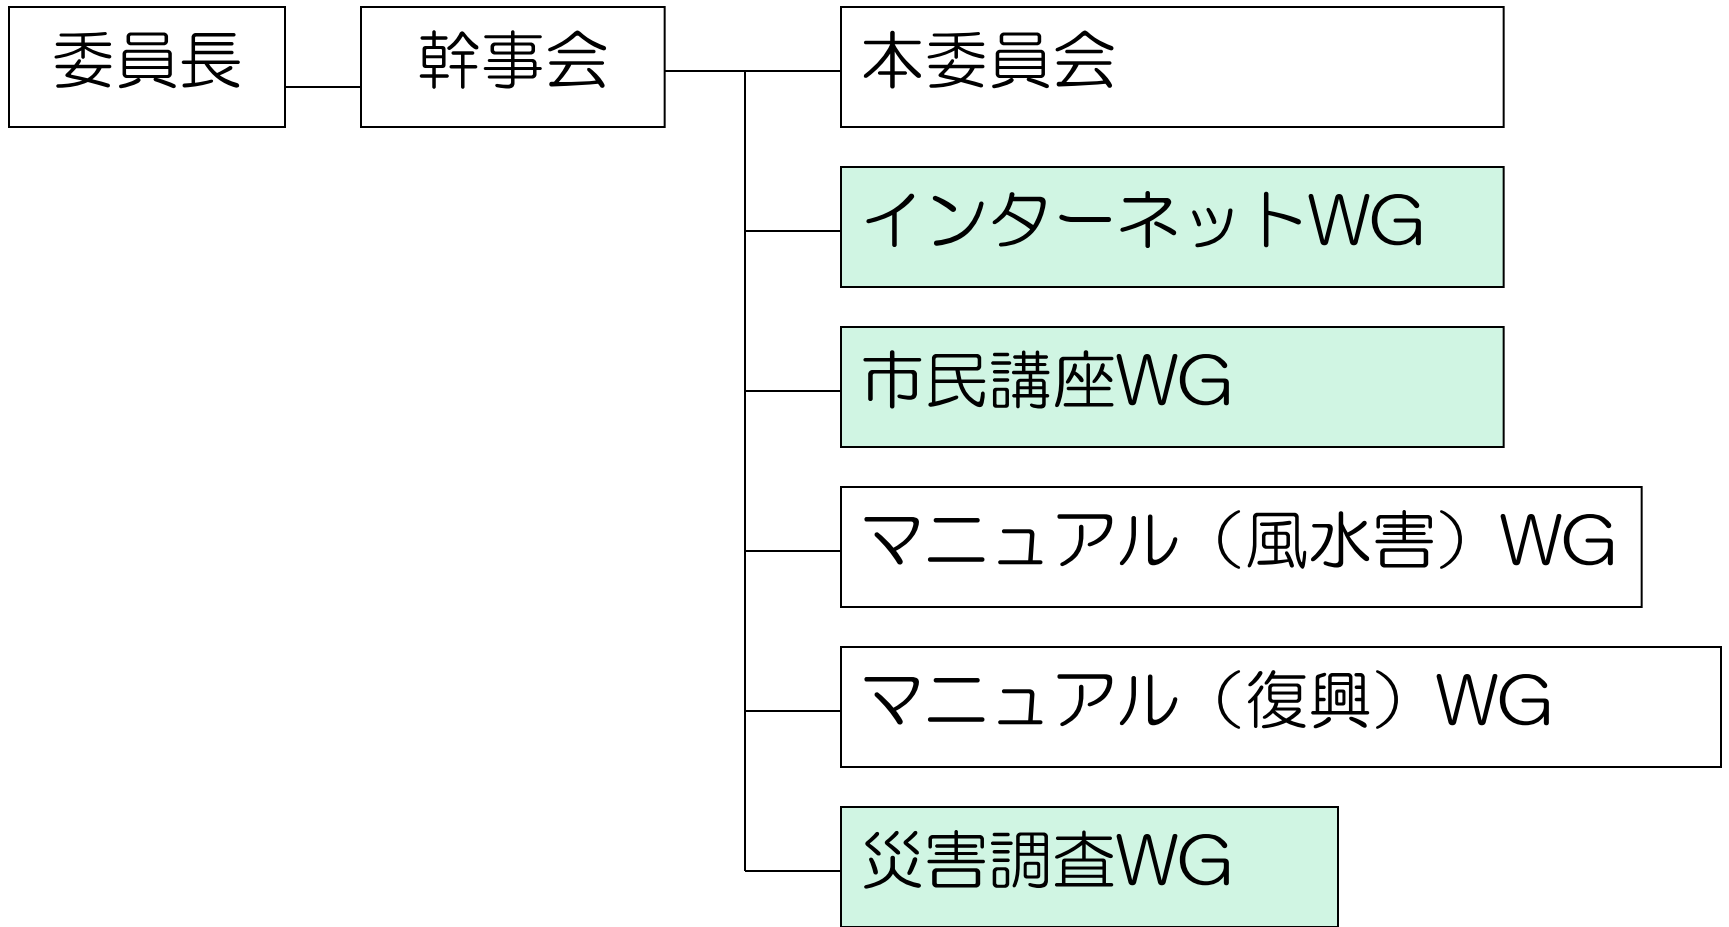 委員長
幹事会
本委員会
インターネットWG
市民講座WG
マニュアル（風水害）WG
マニュアル（復興）WG
災害調査WG